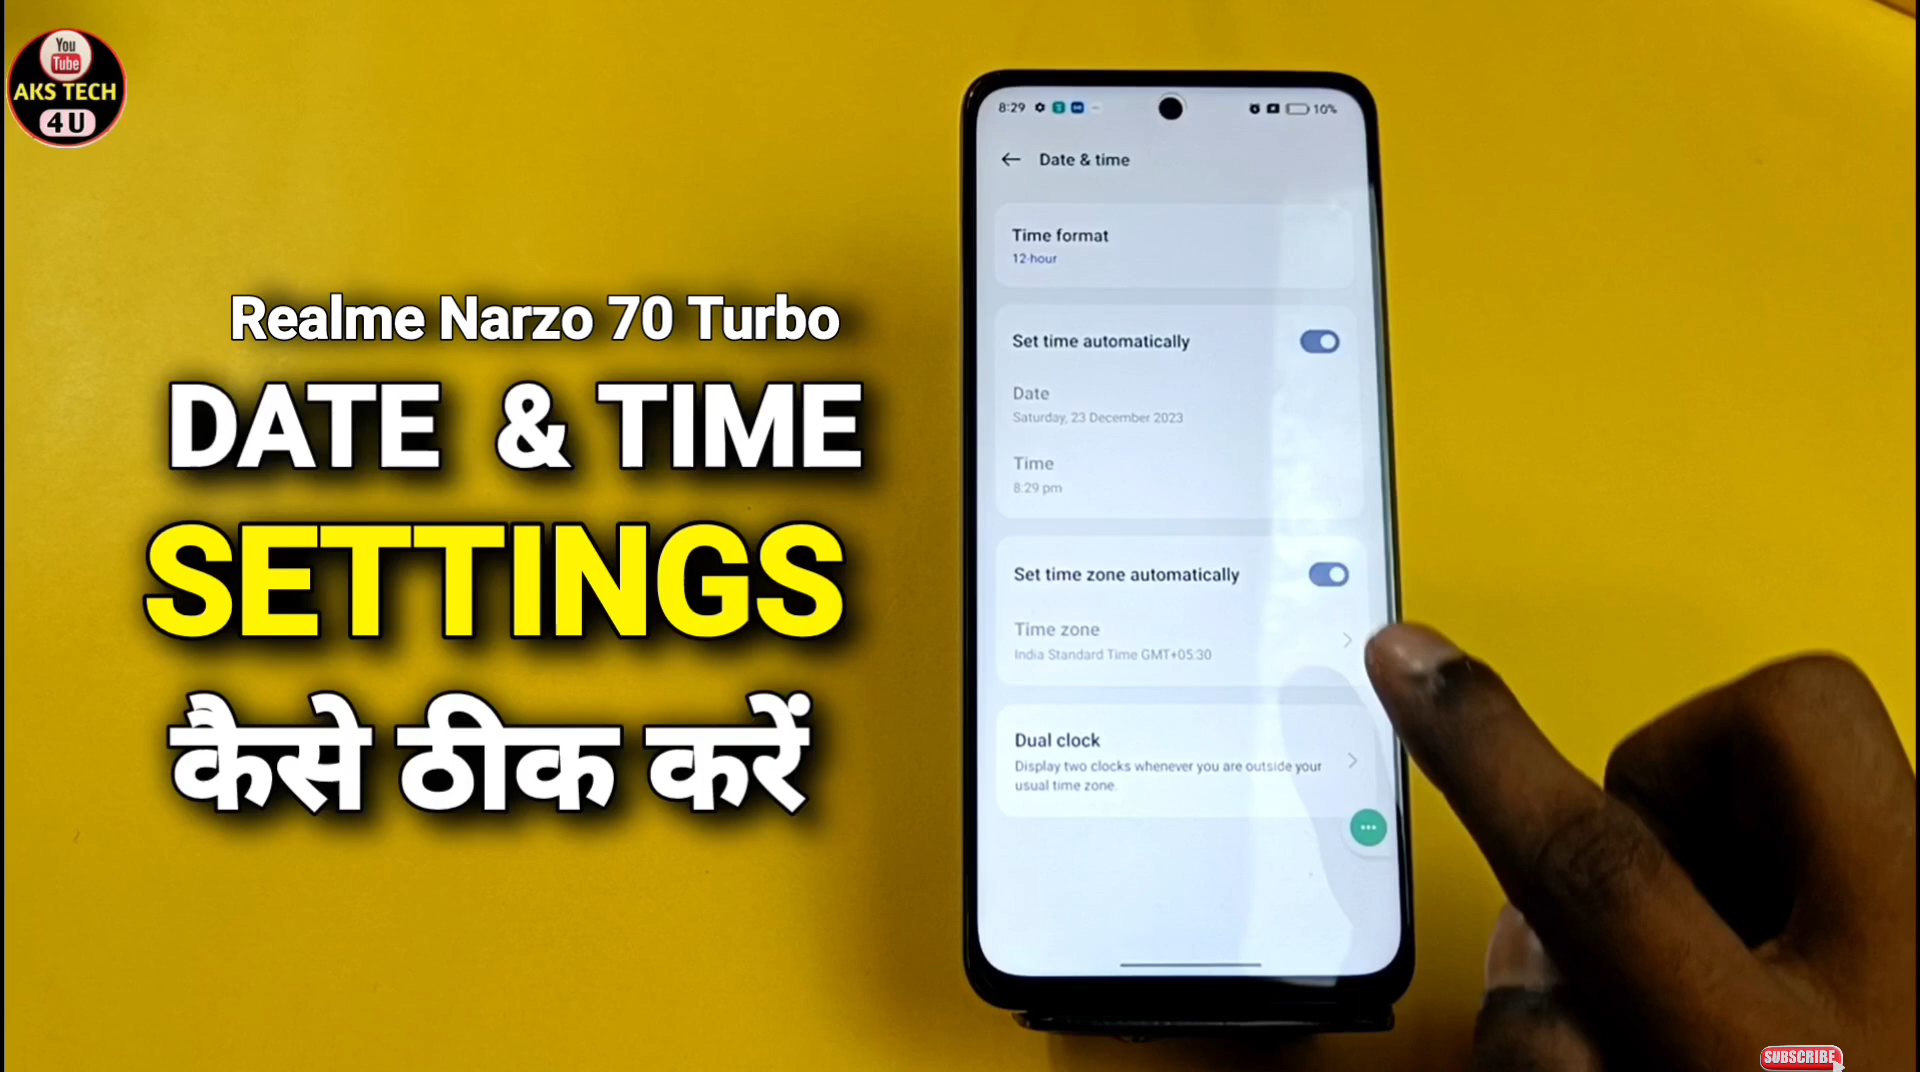 You
Tube
AKS TECH
4U
Realme Narzo 70 Turbo
DATE & TIME
SETTINGS
कैसे ठीक करें
8:29
10%
Date & time
Time format
12-hour
Set time automatically
Date
Saturday, 23 December 2023
Time
8:29 pm
Set time zone automatically
Time zone
India Standard Time GMT+05:30
Dual clock
Display two clocks whenever you are outside your
usual time zone.
SUBSCRIBE